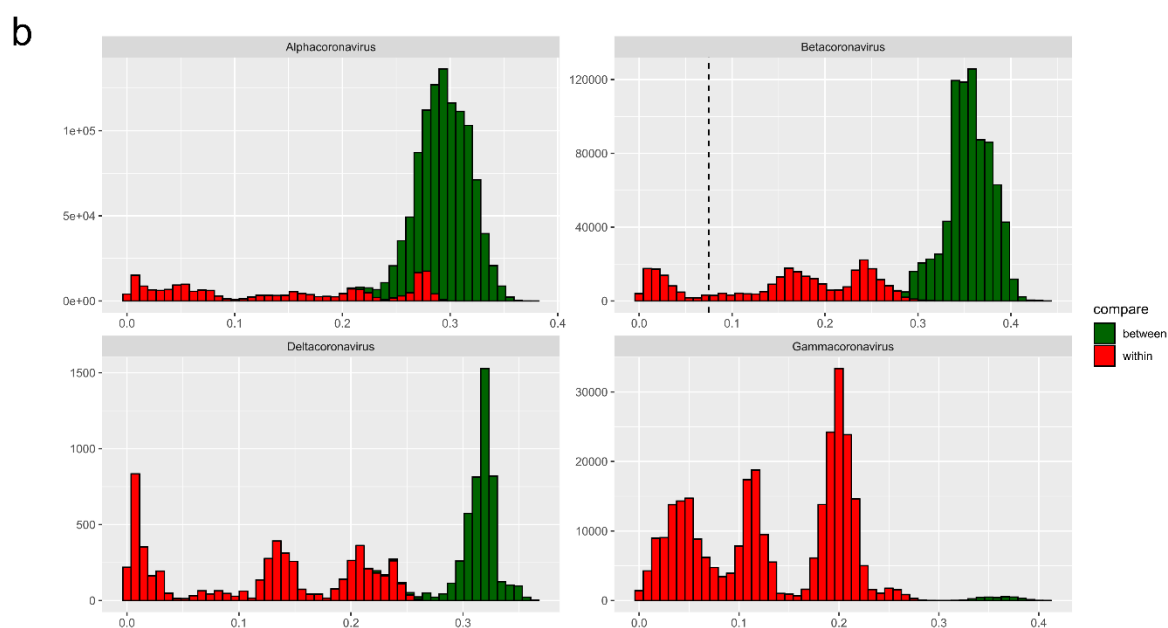 b
Alphacoronavirus
Betacoronavirus
1e+05
5e+04
0e+00
0.0 0.1 0.2 0.3 0.4
120000
80000
40000
0
0.0 0.1 0.2 0.3 0.4
Deltacoronavirus
Gammacoronavirus
1500
1000
500
0
0.0 0.1 0.2 0.3
30000
20000
10000
0
0.0 0.1 0.2 0.3 0.4
compare
between
within